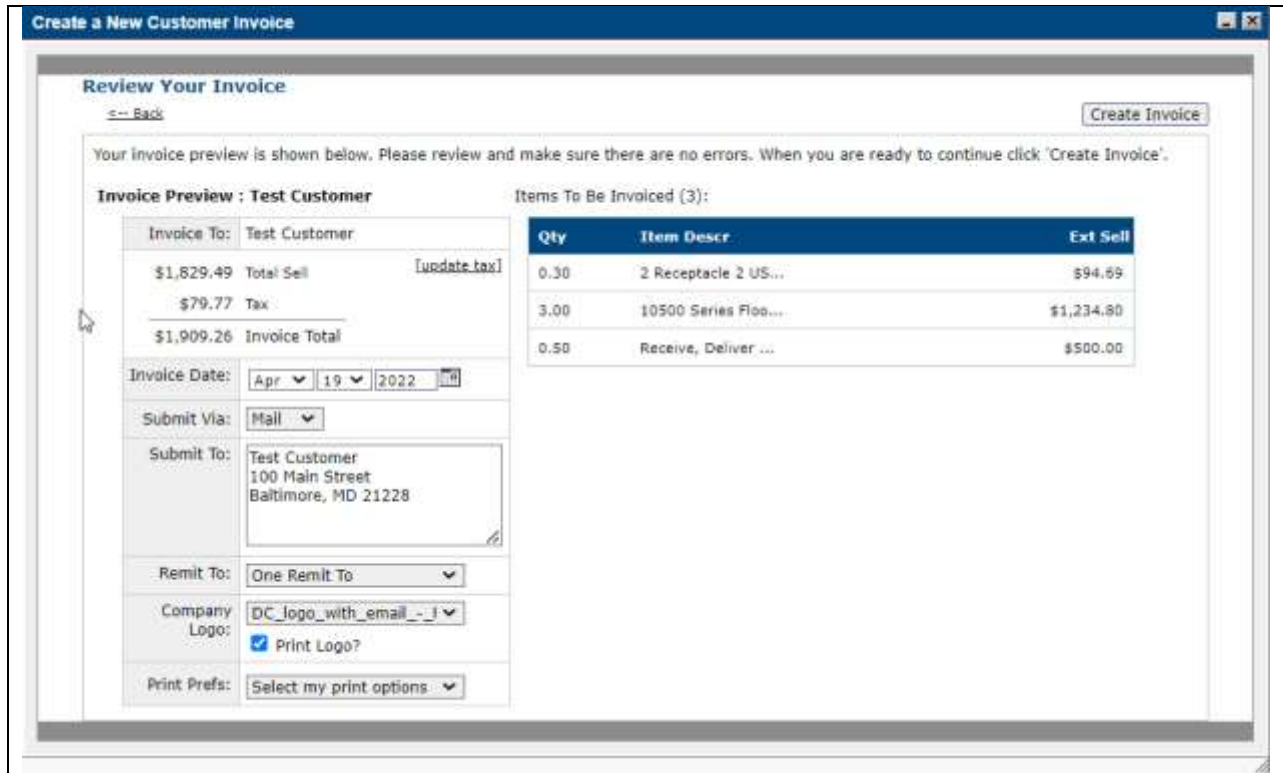 Create a New Customer Invoice
Review Your Invoice
<-- Back
Create Invoice
Your invoice preview is shown below. Please review and make sure there are no errors. When you are ready to continue click 'Create Invoice'.
Invoice Preview : Test Customer
Items To Be Invoiced (3):
Invoice To: Test Customer
$1,829.49 Total Sell [update tax]
$79.77 Tax
$1,909.26 Invoice Total
Invoice Date: Apr 19 2022
Submit Via: Mail
Submit To: Test Customer
100 Main Street
Baltimore, MD 21228
Remit To: One Remit To
Company Logo: DC_logo_with_email_-_
Print Logo?
Print Prefs: Select my print options
Qty Item Descr Ext Sell
0.30 2 Receptacle 2 US... $94.69
3.00 10500 Series Floo... $1,234.80
0.50 Receive, Deliver ... $500.00